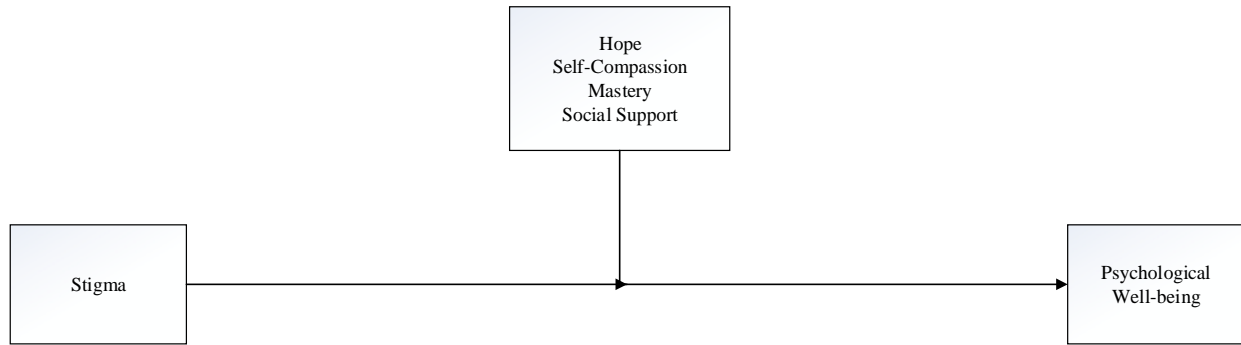 Hope
Self-Compassion
Mastery
Social Support
Stigma
Psychological
Well-being